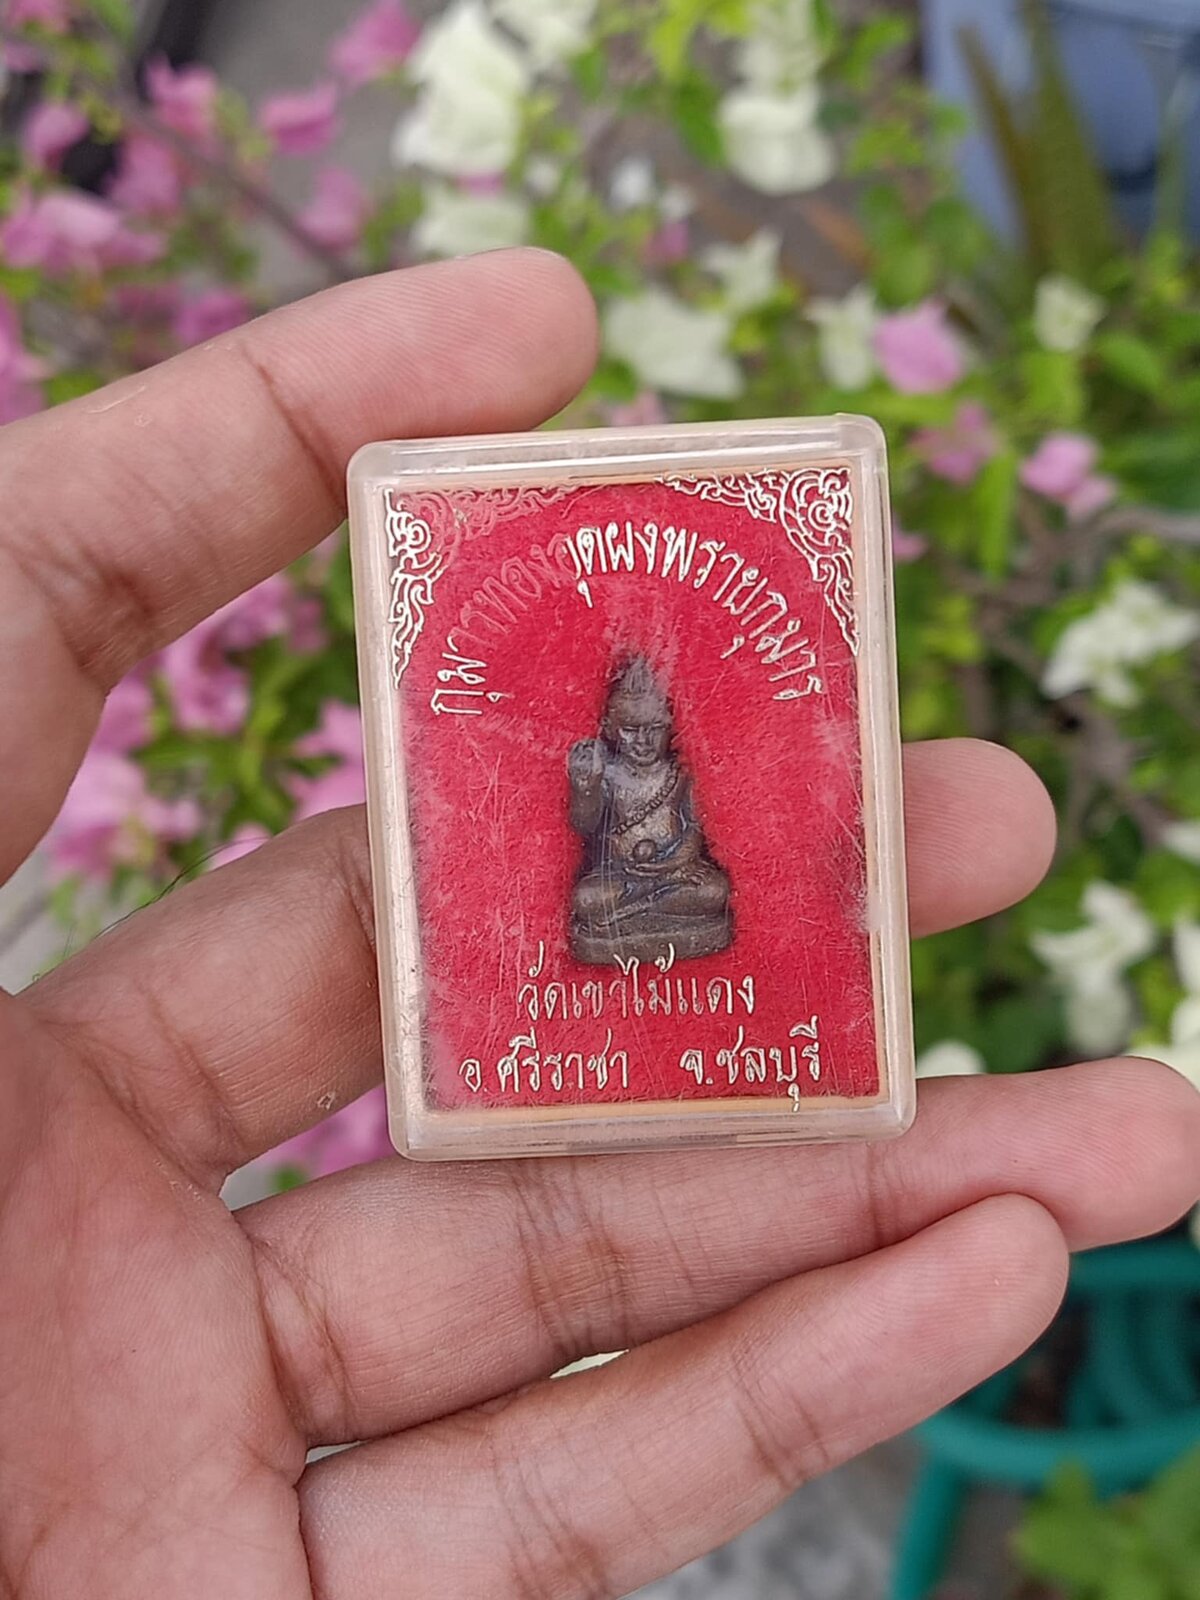 กุมารทองอุดผงพรายกุมาร
วัดเขาไม้แดง
อ.ศรีราชา จ.ชลบุรี